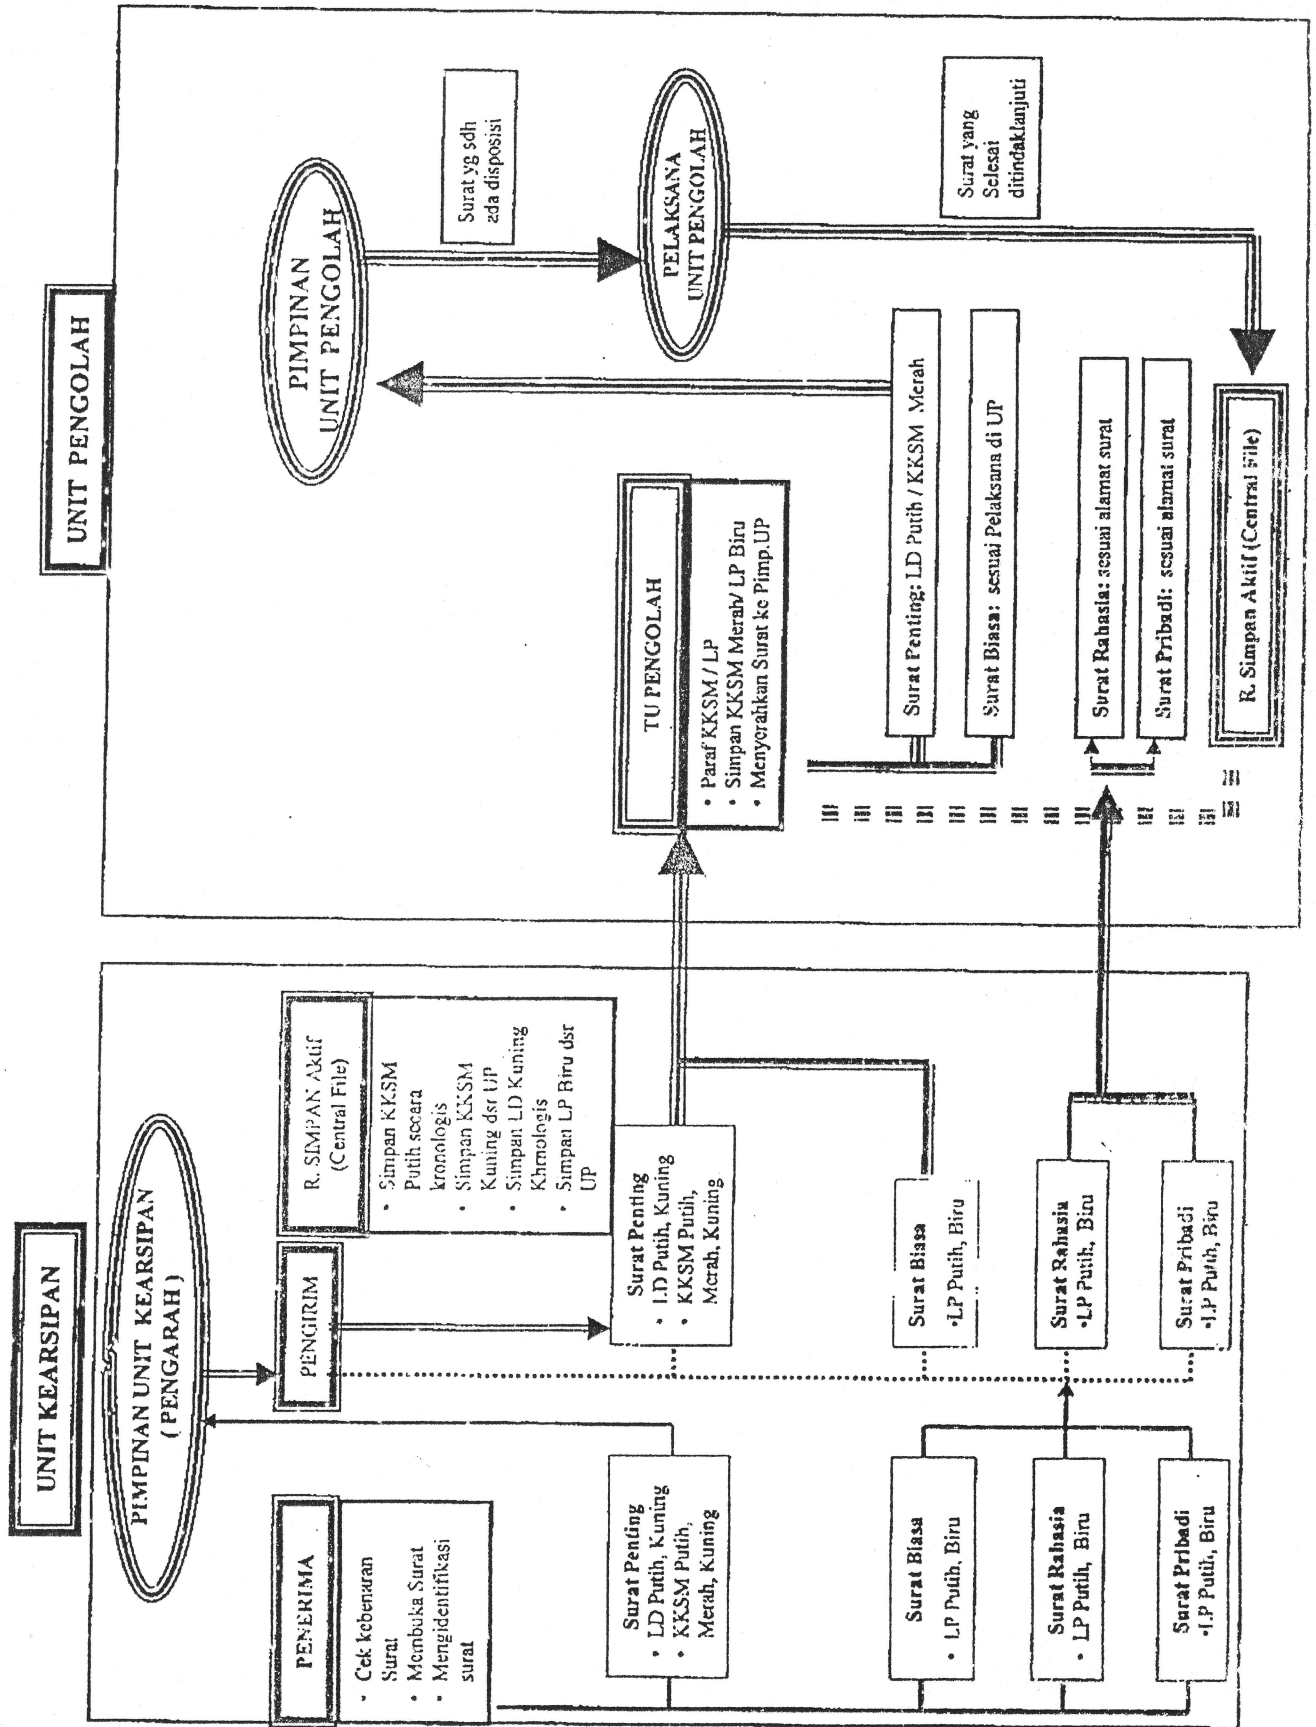 UNIT KEARSIPAN
PIMPINAN UNIT KEARSIPAN
( PENGARAH )
PENERIMA
• Cek kebenaran
Surat
• Membuka Surat
• Mengidentifikasi
surat
PENGIRIM
R. SIMPAN Aktif
(Central File)
• Simpan KKSM
Putih secara
kronologis
• Simpan KKSM
Kuning dsr UP
• Simpan LD Kuning
Khrnologis
• Simpan LP Biru dsr
UP
Surat Penting
• LD Putih, Kuning
• KKSM Putih,
Merah, Kuning
Surat Biasa
• LP Putih, Biru
Surat Rahasia
• LP Putih, Biru
Surat Pribadi
•LP Putih, Biru
Surat Penting
• LD Putih, Kuning
• KKSM Putih,
Merah, Kuning
Surat Biasa
•LP Putih, Biru
Surat Rahasia
•LP Putih, Biru
Surat Pribadi
•LP Putih, Biru
UNIT PENGOLAH
PIMPINAN
UNIT PENGOLAH
Surat yg sdh
ada disposisi
PELAKSANA
UNIT PENGOLAH
Surat yang
Selesai
ditindaklanjuti
TU PENGOLAH
• Paraf KKSM / LP
• Simpan KKSM Merah/ LP Biru
• Menyerahkan Surat ke Pimp.UP
Surat Penting: LD Putih / KKSM Merah
Surat Biasa: sesuai Pelaksana di UP
Surat Rahasia: sesuai alamat surat
Surat Pribadi: sesuai alamat surat
R. Simpan Aktif (Central File)